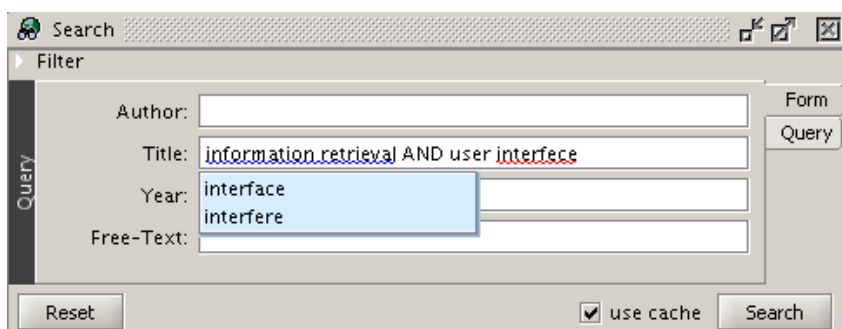 Search
Filter
Query
Author:
Form
Title: information retrieval AND user interfece
Query
Year:
interface
interfere
Free-Text:
Reset
use cache
Search